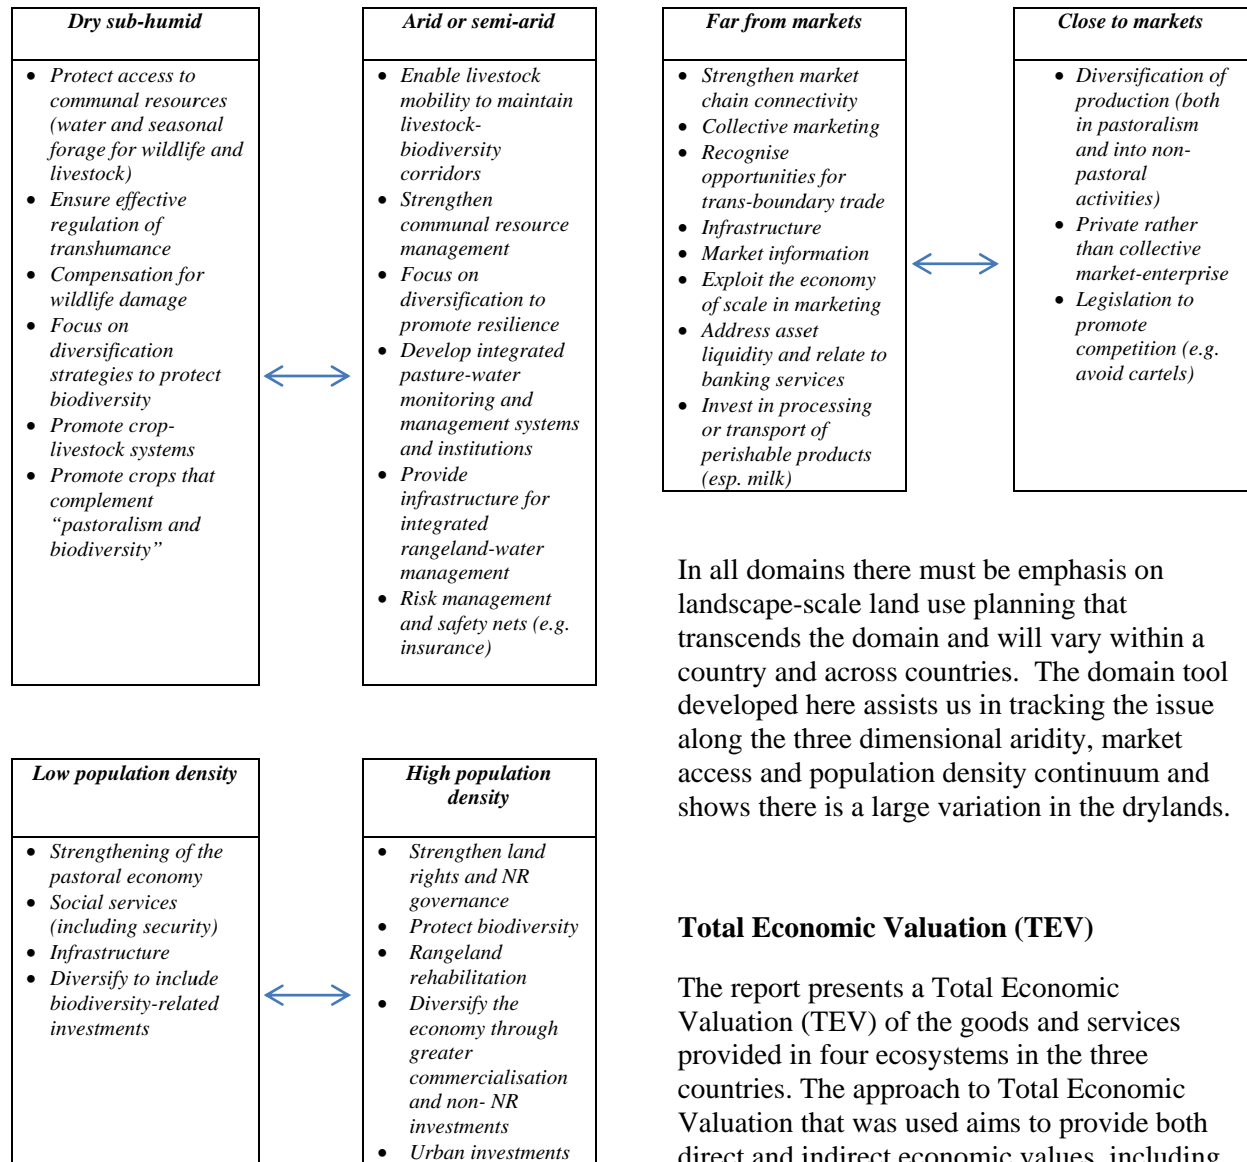 Dry sub-humid
• Protect access to
communal resources
(water and seasonal
forage for wildlife and
livestock)
• Ensure effective
regulation of
transhumance
• Compensation for
wildlife damage
• Focus on
diversification
strategies to protect
biodiversity
• Promote crop-
livestock systems
• Promote crops that
complement
“pastoralism and
biodiversity”
Arid or semi-arid
• Enable livestock
mobility to maintain
livestock-
biodiversity
corridors
• Strengthen
communal resource
management
• Focus on
diversification to
promote resilience
• Develop integrated
pasture-water
monitoring and
management systems
and institutions
• Provide
infrastructure for
integrated
rangeland-water
management
• Risk management
and safety nets (e.g.
insurance)
Low population density
• Strengthening of the
pastoral economy
• Social services
(including security)
• Infrastructure
• Diversify to include
biodiversity-related
investments
High population
density
• Strengthen land
rights and NR
governance
• Protect biodiversity
• Rangeland
rehabilitation
• Diversify the
economy through
greater
commercialisation
and non- NR
investments
• Urban investments
Far from markets
• Strengthen market
chain connectivity
• Collective marketing
• Recognise
opportunities for
trans-boundary trade
• Infrastructure
• Market information
• Exploit the economy
of scale in marketing
• Address asset
liquidity and relate to
banking services
• Invest in processing
or transport of
perishable products
(esp. milk)
Close to markets
• Diversification of
production (both
in pastoralism
and into non-
pastoral
activities)
• Private rather
than collective
market-enterprise
• Legislation to
promote
competition (e.g.
avoid cartels)
In all domains there must be emphasis on
landscape-scale land use planning that
transcends the domain and will vary within a
country and across countries.  The domain tool
developed here assists us in tracking the issue
along the three dimensional aridity, market
access and population density continuum and
shows there is a large variation in the drylands.
Total Economic Valuation (TEV)
The report presents a Total Economic
Valuation (TEV) of the goods and services
provided in four ecosystems in the three
countries. The approach to Total Economic
Valuation that was used aims to provide both
direct and indirect economic values, including